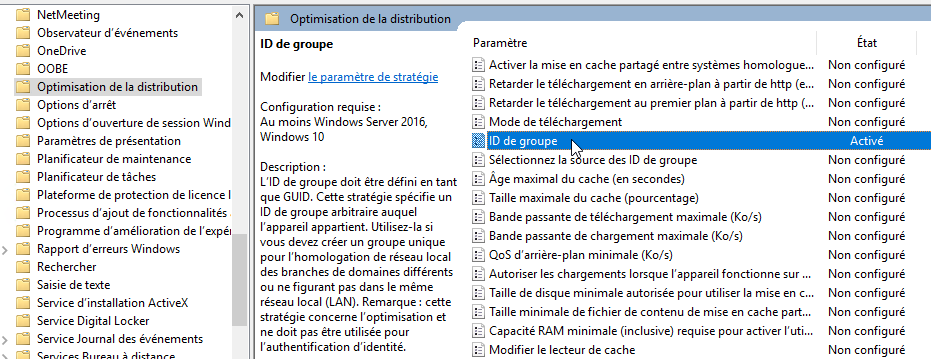 NetMeeting
Observateur d'événements
OneDrive
OOBE
Optimisation de la distribution
Options d'arrêt
Options d'ouverture de session Wind
Paramètres de présentation
Planificateur de maintenance
Planificateur de tâches
Plateforme de protection de licence l
Processus d'ajout de fonctionnalités
Programme d'amélioration de l'expér
Rapport d'erreurs Windows
Rechercher
Saisie de texte
Service d'installation ActiveX
Service Digital Locker
Service Journal des événements
Services Bureau à distance
Optimisation de la distribution
ID de groupe
Modifier le paramètre de stratégie
Configuration requise :
Au moins Windows Server 2016,
Windows 10
Description :
L'ID de groupe doit être défini en tant
que GUID. Cette stratégie spécifie un
ID de groupe arbitraire auquel
l'appareil appartient. Utilisez-la si
vous devez créer un groupe unique
pour l'homologation de réseau local
des branches de domaines différents
ou ne figurant pas dans le même
réseau local (LAN). Remarque : cette
stratégie concerne l'optimisation et
ne doit pas être utilisée pour
l'authentification d'identité.
Paramètre État
Activer la mise en cache partagé entre systèmes homologue... Non configuré
Retarder le téléchargement en arrière-plan à partir de http (e... Non configuré
Retarder le téléchargement au premier plan à partir de http (... Non configuré
Mode de téléchargement Non configuré
ID de groupe Activé
Sélectionnez la source des ID de groupe Non configuré
Âge maximal du cache (en secondes) Non configuré
Taille maximale du cache (pourcentage) Non configuré
Bande passante de téléchargement maximale (Ko/s) Non configuré
Bande passante de chargement maximale (Ko/s) Non configuré
QoS d'arrière-plan minimale (Ko/s) Non configuré
Autoriser les chargements lorsque l'appareil fonctionne sur ... Non configuré
Taille de disque minimale autorisée pour utiliser la mise en c... Non configuré
Taille minimale de fichier de contenu de mise en cache part... Non configuré
Capacité RAM minimale (inclusive) requise pour activer l'uti... Non configuré
Modifier le lecteur de cache Non configuré